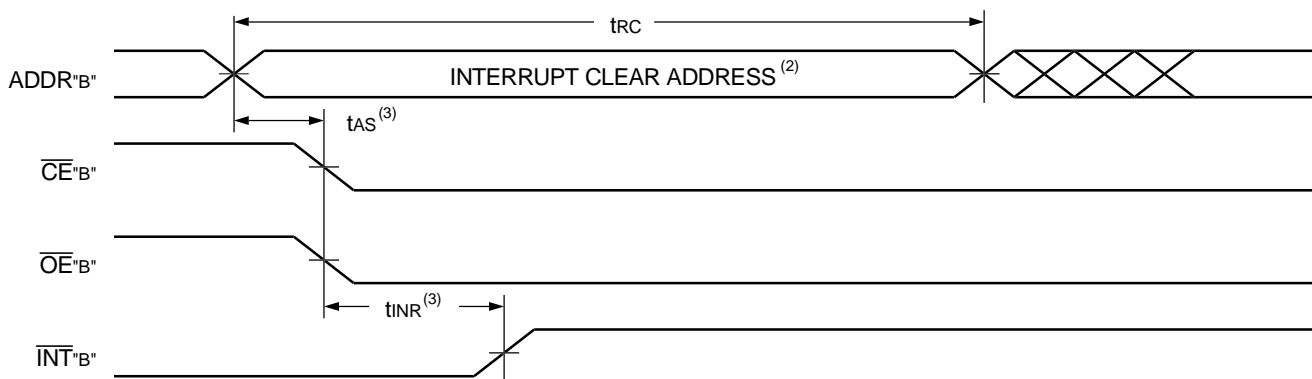 tRC
ADDR"B"
INTERRUPT CLEAR ADDRESS (2)
tAS (3)
CE"B"
OE"B"
tINR (3)
INT"B"